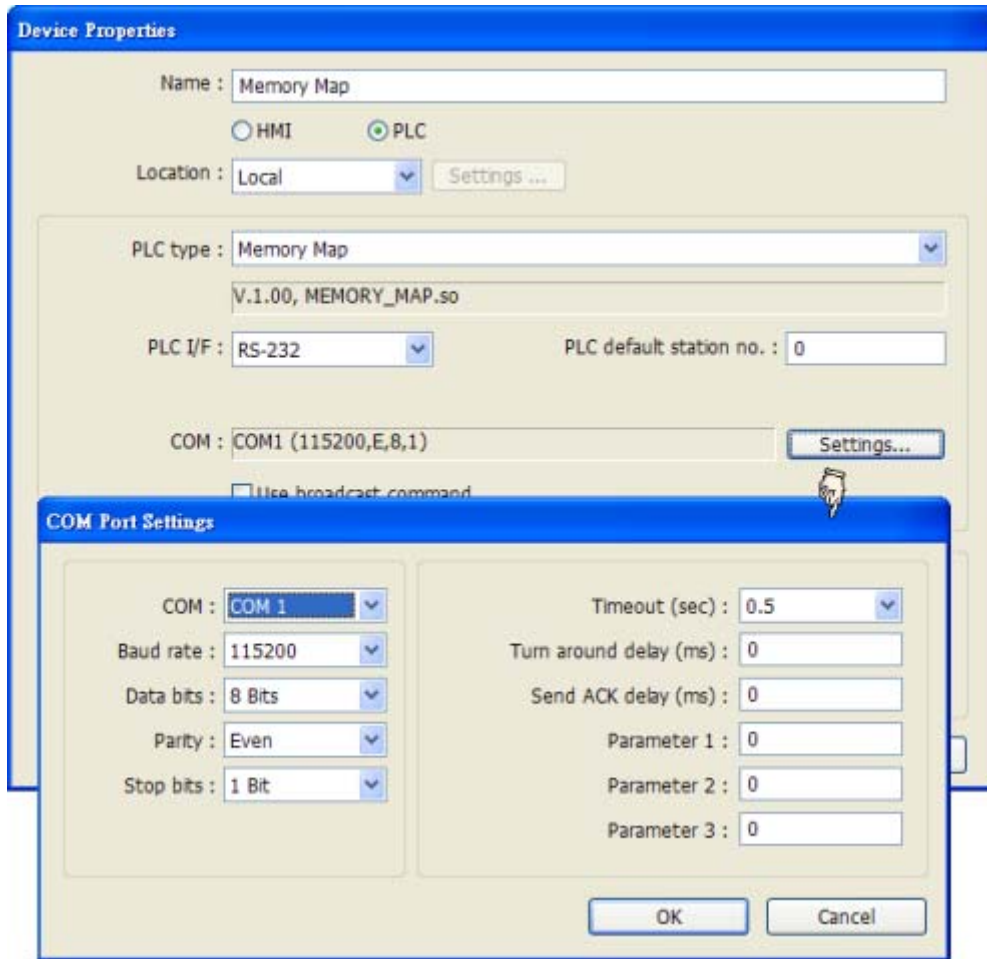 Device Properties
Name : Memory Map
HMI PLC
Location : Local Settings ...
PLC type : Memory Map
V.1.00, MEMORY_MAP.so
PLC I/F : RS-232 PLC default station no. : 0
COM : COM1 (115200,E,8,1) Settings...
Use broadcast command
COM Port Settings
COM : COM 1 Timeout (sec) : 0.5
Baud rate : 115200 Turn around delay (ms) : 0
Data bits : 8 Bits Send ACK delay (ms) : 0
Parity : Even Parameter 1 : 0
Stop bits : 1 Bit Parameter 2 : 0
Parameter 3 : 0
OK Cancel